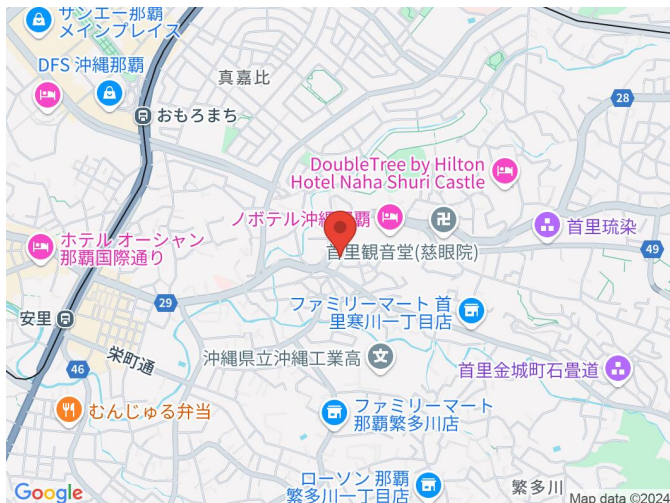 サンエー那覇
メインプレイス
DFS 沖縄那覇
真嘉比
おもろまち
28
DoubleTree by Hilton
Hotel Naha Shuri Castle
ノボテル沖縄那覇
首里琉染
首里観音堂(慈眼院)
49
ホテル オーシャン
那覇国際通り
29
安里
ファミリーマート 首
里寒川一丁目店
栄町通
46
沖縄県立沖縄工業高
首里金城町石畳道
むんじゅる弁当
ファミリーマート
那覇繁多川店
ローソン 那覇
繁多川一丁目店
繁多川
Google
Map data ©2024